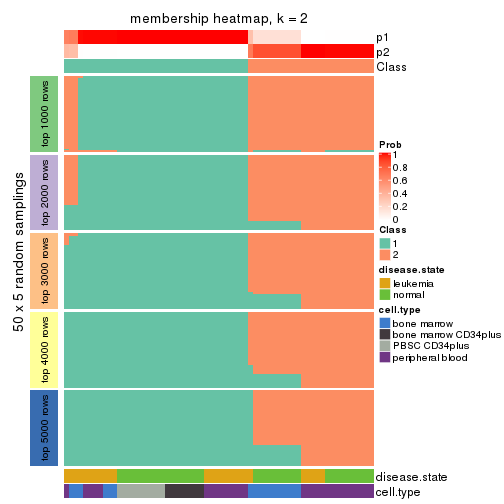 membership heatmap, k = 2
p1
p2
Class
50 x 5 random samplings
top 1000 rows
top 2000 rows
top 3000 rows
top 4000 rows
top 5000 rows
Prob
1
0.8
0.6
0.4
0.2
0
Class
1
2
disease.state
leukemia
normal
cell.type
bone marrow
bone marrow CD34plus
PBSC CD34plus
peripheral blood
disease.state
cell.type